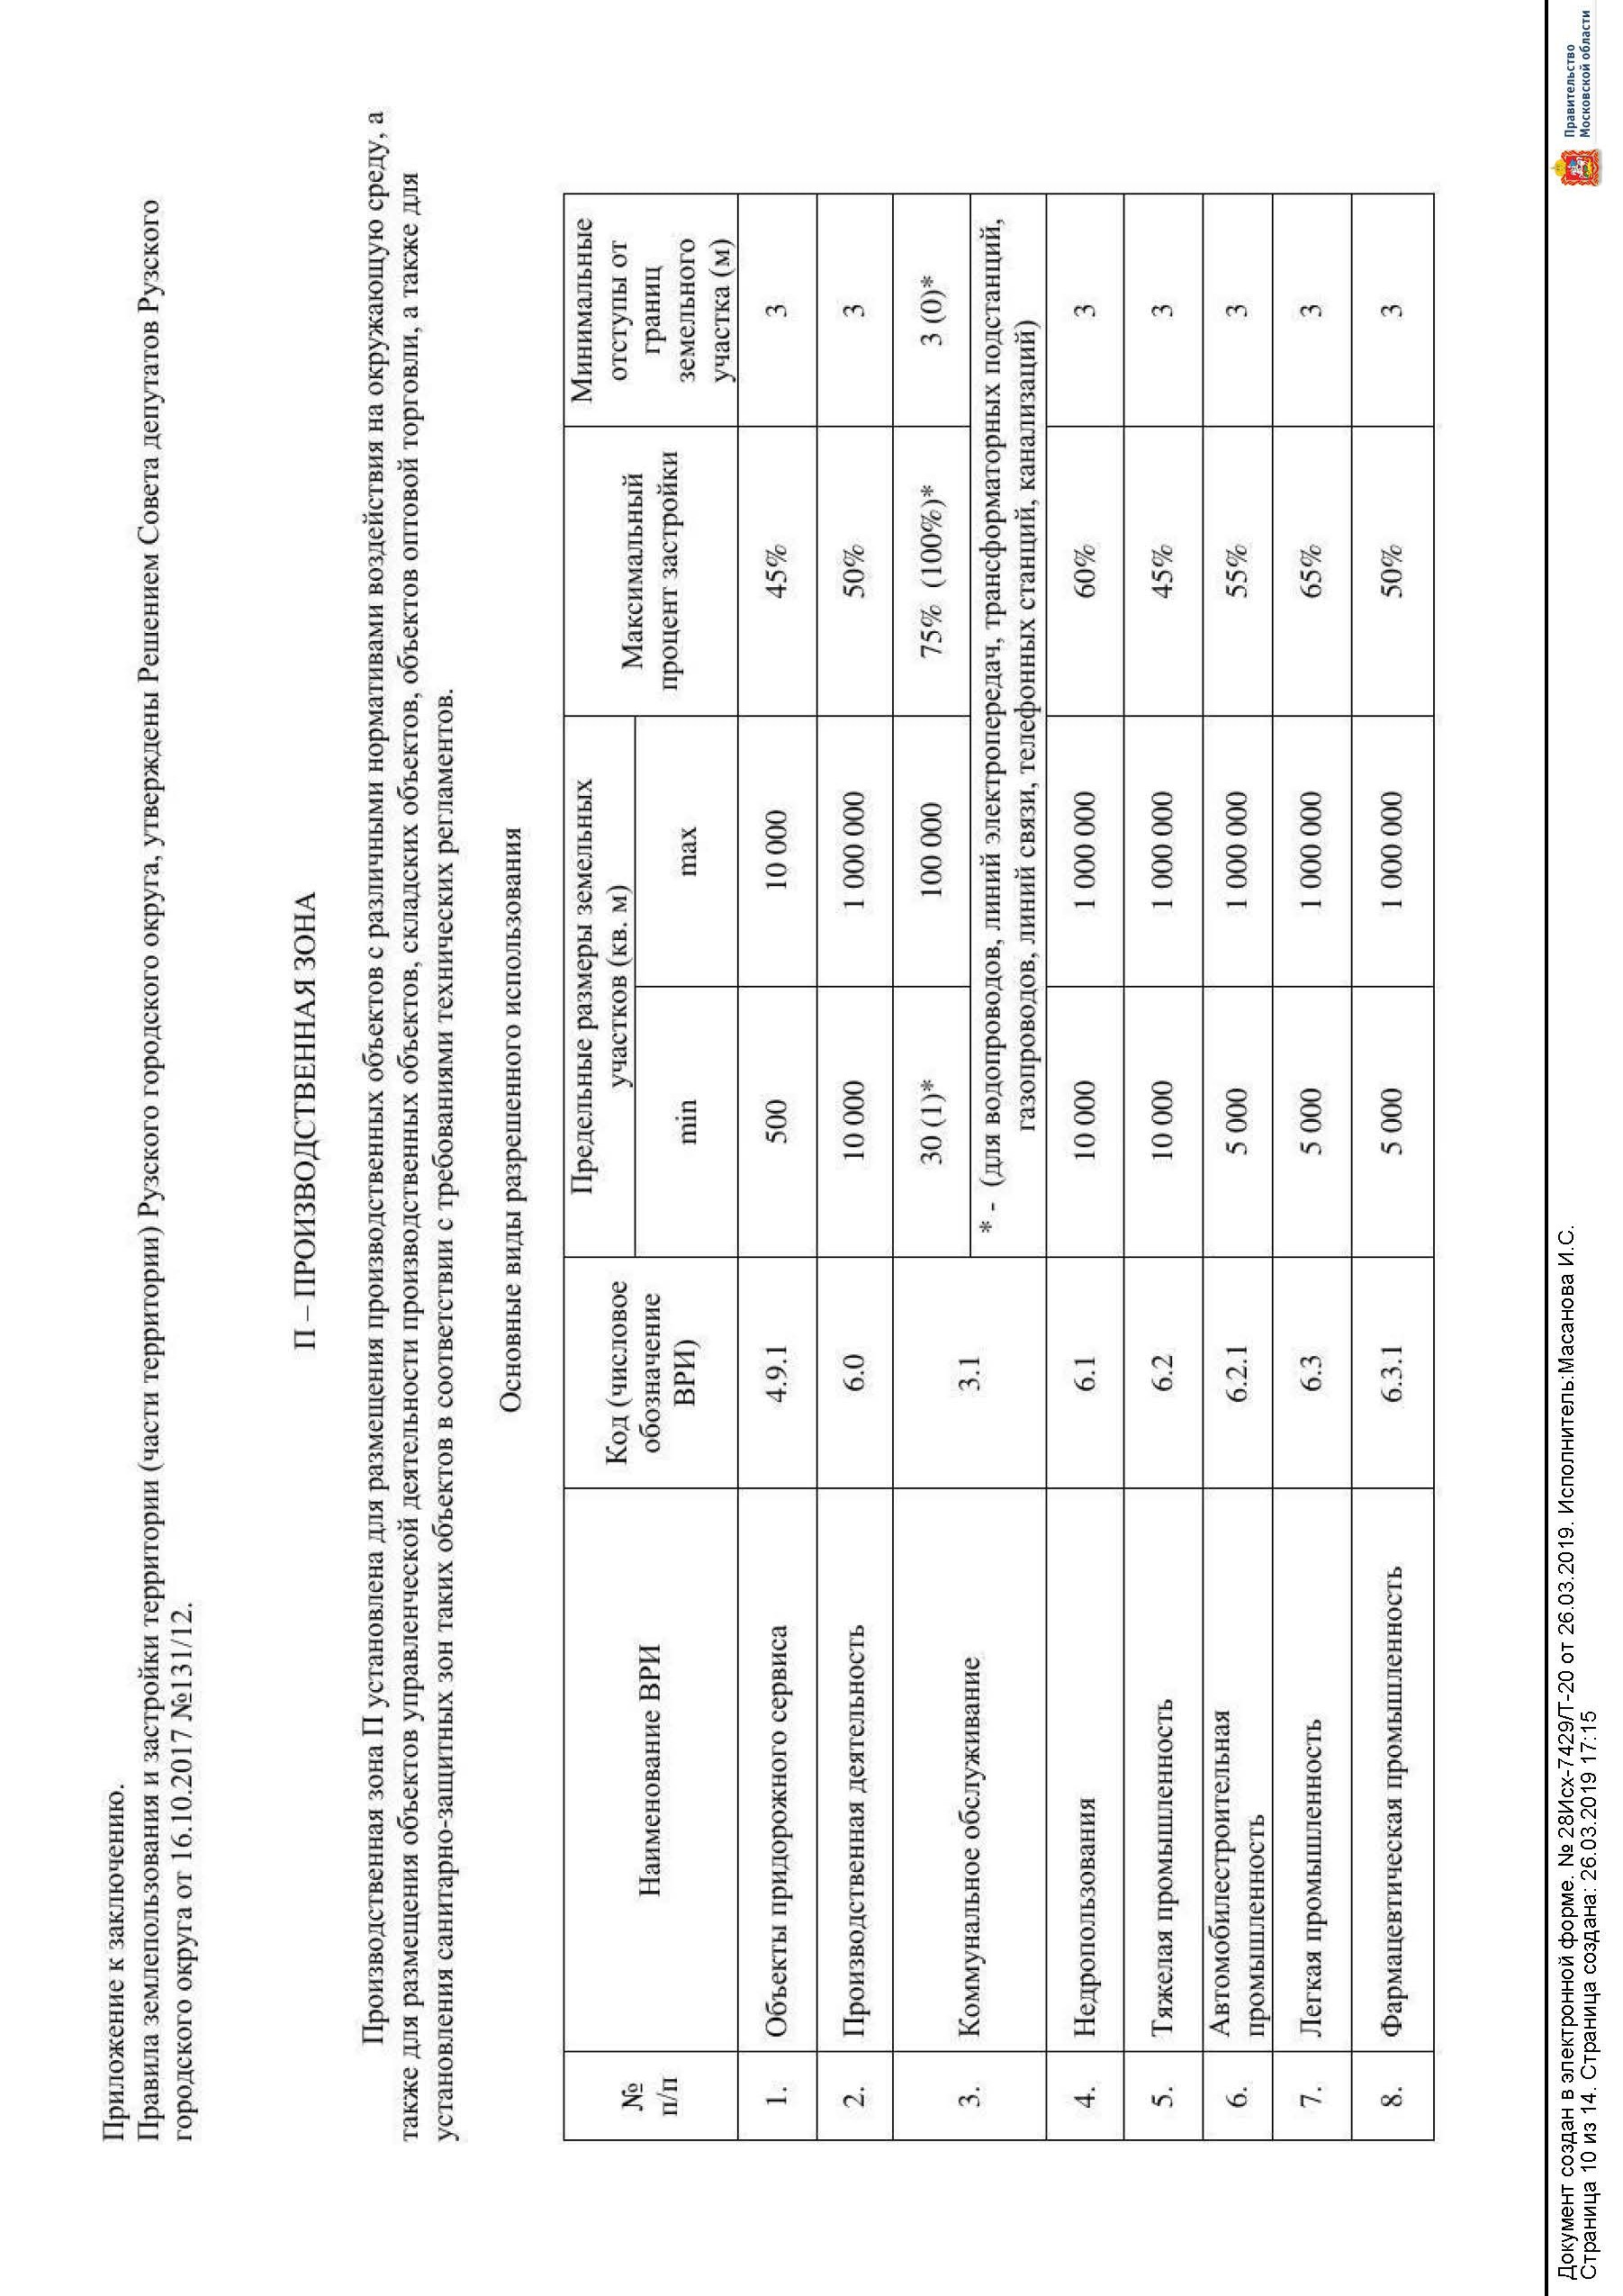 Приложение к заключению.
Правила землепользования и застройки территории (части территории) Рузского городского округа, утверждены Решением Совета депутатов Рузского
городского округа от 16.10.2017 №131/12.
П – ПРОИЗВОДСТВЕННАЯ ЗОНА
Производственная зона П установлена для размещения производственных объектов с различными нормативами воздействия на окружающую среду, а
также для размещения объектов управленческой деятельности производственных объектов, складских объектов, объектов оптовой торговли, а также для
установления санитарно-защитных зон таких объектов в соответствии с требованиями технических регламентов.
Основные виды разрешенного использования
№
п/п
Наименование ВРИ
Код (числовое
обозначение
ВРИ)
Предельные размеры земельных
участков (кв. м)
min
max
Максимальный
процент застройки
Минимальные
отступы от
границ
земельного
участка (м)
1. Объекты придорожного сервиса 4.9.1 500 10 000 45% 3
2. Производственная деятельность 6.0 10 000 1 000 000 50% 3
3. Коммунальное обслуживание 3.1 30 (1)* 100 000 75% (100%)* 3 (0)*
* - (для водопроводов, линий электропередач, трансформаторных подстанций,
газопроводов, линий связи, телефонных станций, канализаций)
4. Недропользования 6.1 10 000 1 000 000 60% 3
5. Тяжелая промышленность 6.2 10 000 1 000 000 45% 3
6. Автомобилестроительная
промышленность 6.2.1 5 000 1 000 000 55% 3
7. Легкая промышленность 6.3 5 000 1 000 000 65% 3
8. Фармацевтическая промышленность 6.3.1 5 000 1 000 000 50% 3
Документ создан в электронной форме. № 28Исх-7429/Т-20 от 26.03.2019. Исполнитель:Масанова И.С.
Страница 10 из 14. Страница создана: 26.03.2019 17:15
Правительство
Московской области